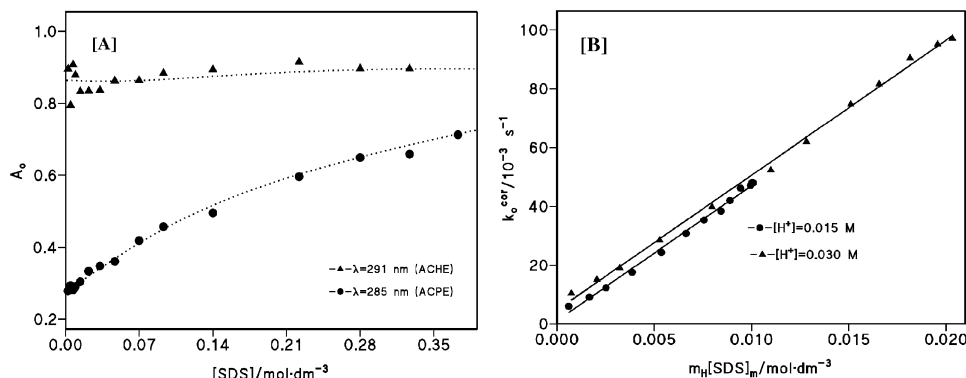 [A]
1.0
0.8
0.6
0.4
0.2
A₀
▲–λ=291 nm (ACHE)
●–λ=285 nm (ACPE)
0.00 0.07 0.14 0.21 0.28 0.35
[SDS]/mol·dm⁻³
[B]
100
80
60
40
20
0
kₒᶜᵒʳ/10⁻³ s⁻¹
●–[H⁺]=0.015 M
▲–[H⁺]=0.030 M
0.000 0.005 0.010 0.015 0.020
m_H[SDS]ₘ/mol·dm⁻³